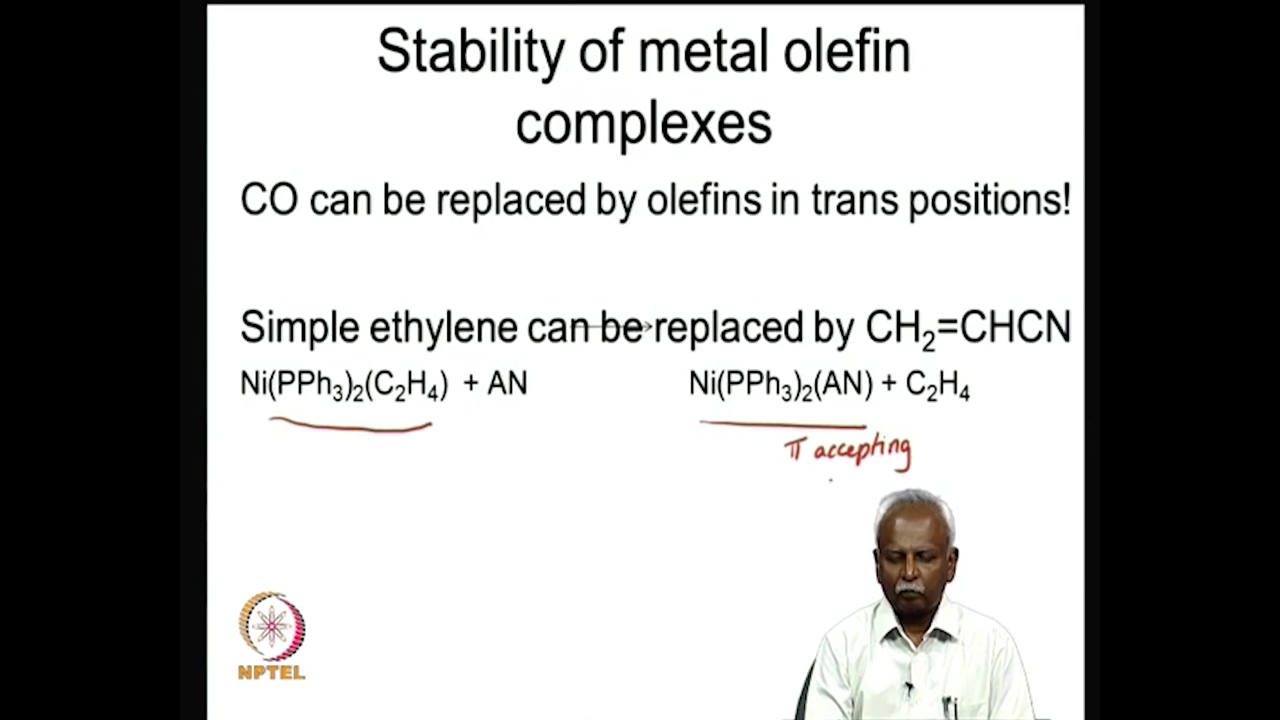 Stability of metal olefin
complexes
CO can be replaced by olefins in trans positions!
Simple ethylene can be replaced by CH₂=CHCN
Ni(PPh₃)₂(C₂H₄) + AN → Ni(PPh₃)₂(AN) + C₂H₄
π accepting
NPTEL